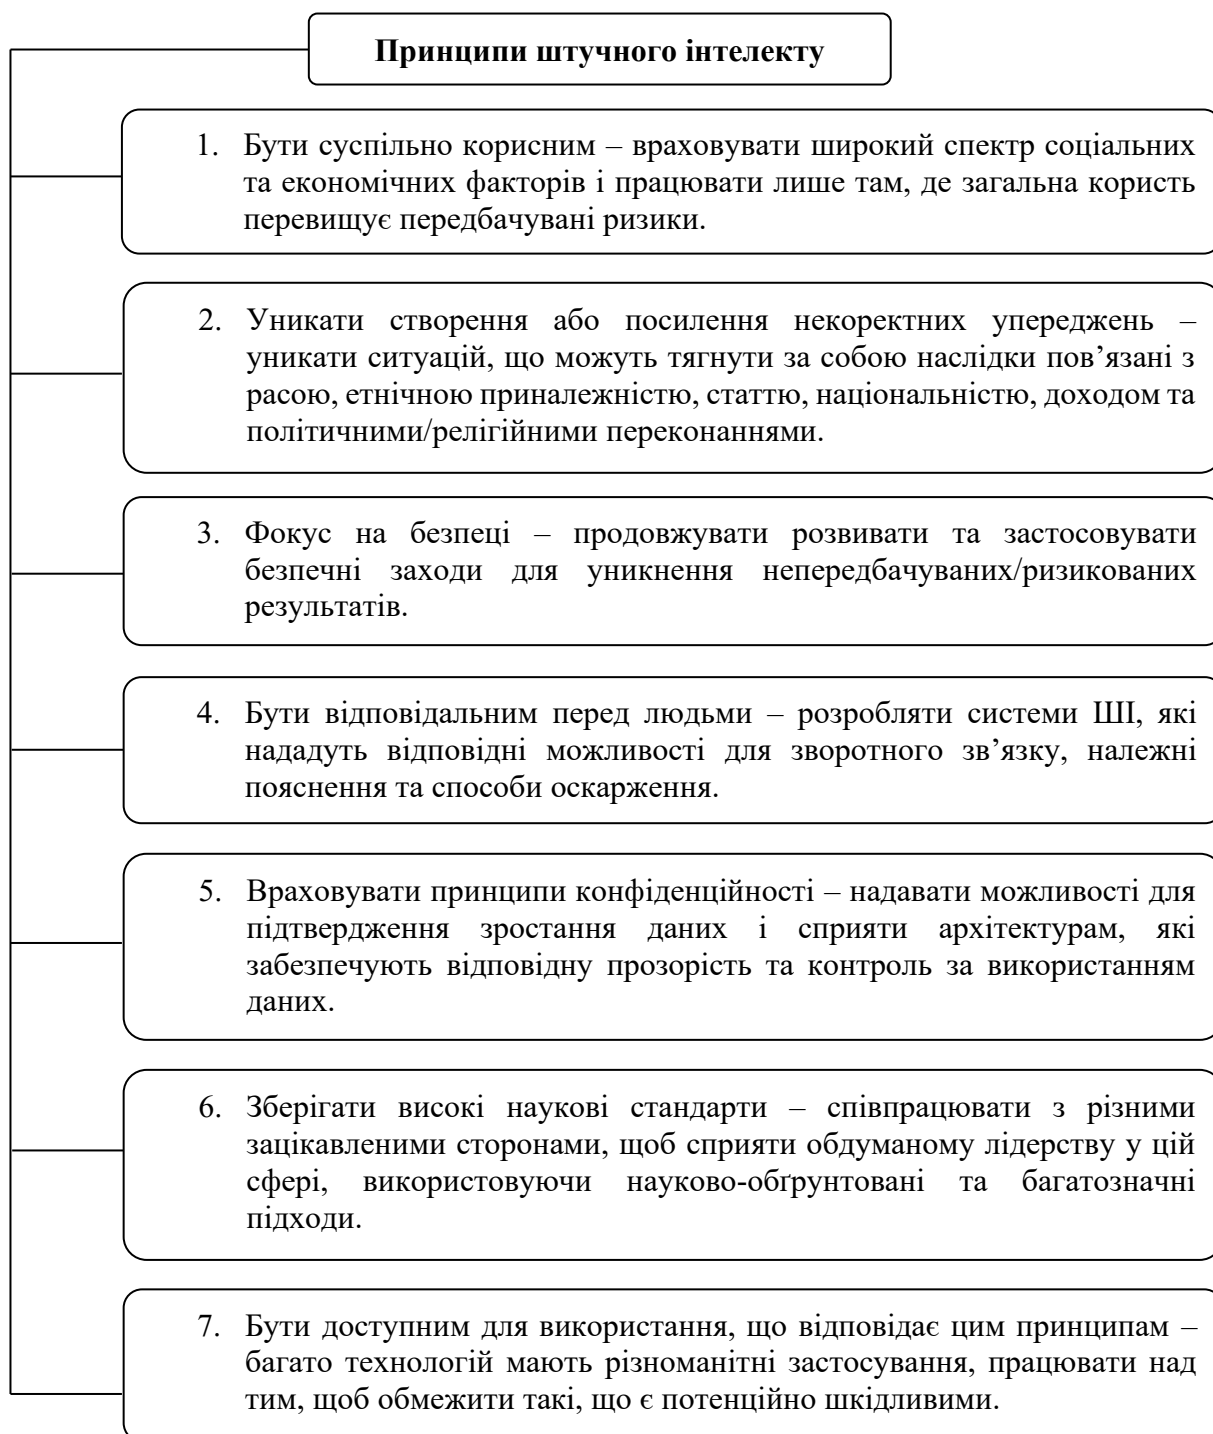 Принципи штучного інтелекту
1. Бути суспільно корисним – враховувати широкий спектр соціальних
та економічних факторів і працювати лише там, де загальна користь
перевищує передбачувані ризики.
2. Уникати створення або посилення некоректних упереджень –
уникати ситуацій, що можуть тягнути за собою наслідки пов’язані з
расою, етнічною приналежністю, статтю, національністю, доходом та
політичними/релігійними переконаннями.
3. Фокус на безпеці – продовжувати розвивати та застосовувати
безпечні заходи для уникнення непередбачуваних/ризикованих
результатів.
4. Бути відповідальним перед людьми – розробляти системи ШІ, які
нададуть відповідні можливості для зворотного зв’язку, належні
пояснення та способи оскарження.
5. Враховувати принципи конфіденційності – надавати можливості для
підтвердження зростання даних і сприяти архітектурам, які
забезпечують відповідну прозорість та контроль за використанням
даних.
6. Зберігати високі наукові стандарти – співпрацювати з різними
зацікавленими сторонами, щоб сприяти обдуманому лідерству у цій
сфері, використовуючи науково-обґрунтовані та багатозначні
підходи.
7. Бути доступним для використання, що відповідає цим принципам –
багато технологій мають різноманітні застосування, працювати над
тим, щоб обмежити такі, що є потенційно шкідливими.